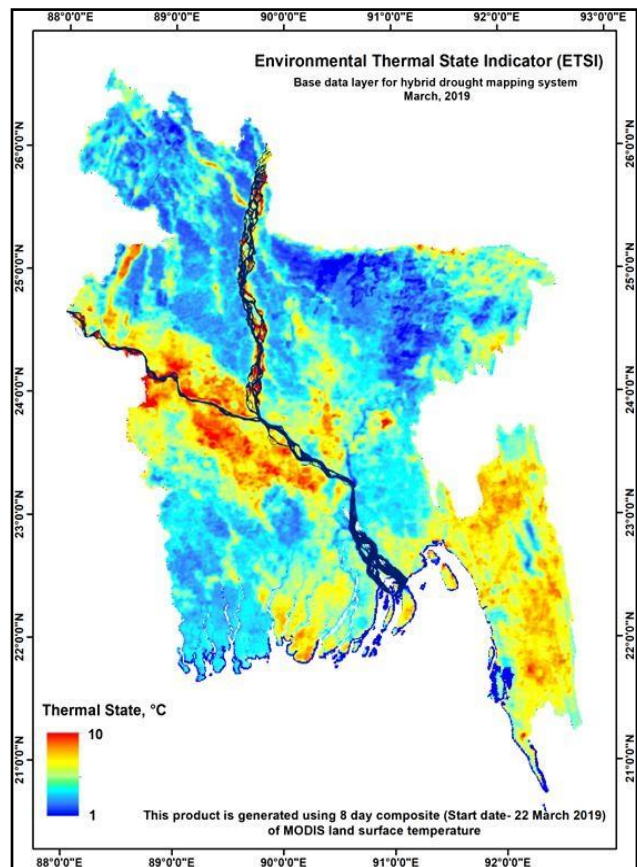 88°0'0"E 89°0'0"E 90°0'0"E 91°0'0"E 92°0'0"E 93°0'0"E
Environmental Thermal State Indicator (ETSI)
Base data layer for hybrid drought mapping system
March, 2019
26°0'0"N 26°0'0"N
25°0'0"N 25°0'0"N
24°0'0"N 24°0'0"N
23°0'0"N 23°0'0"N
22°0'0"N 22°0'0"N
21°0'0"N 21°0'0"N
Thermal State, °C
10
1
This product is generated using 8 day composite (Start date- 22 March 2019)
of MODIS land surface temperature
88°0'0"E 89°0'0"E 90°0'0"E 91°0'0"E 92°0'0"E